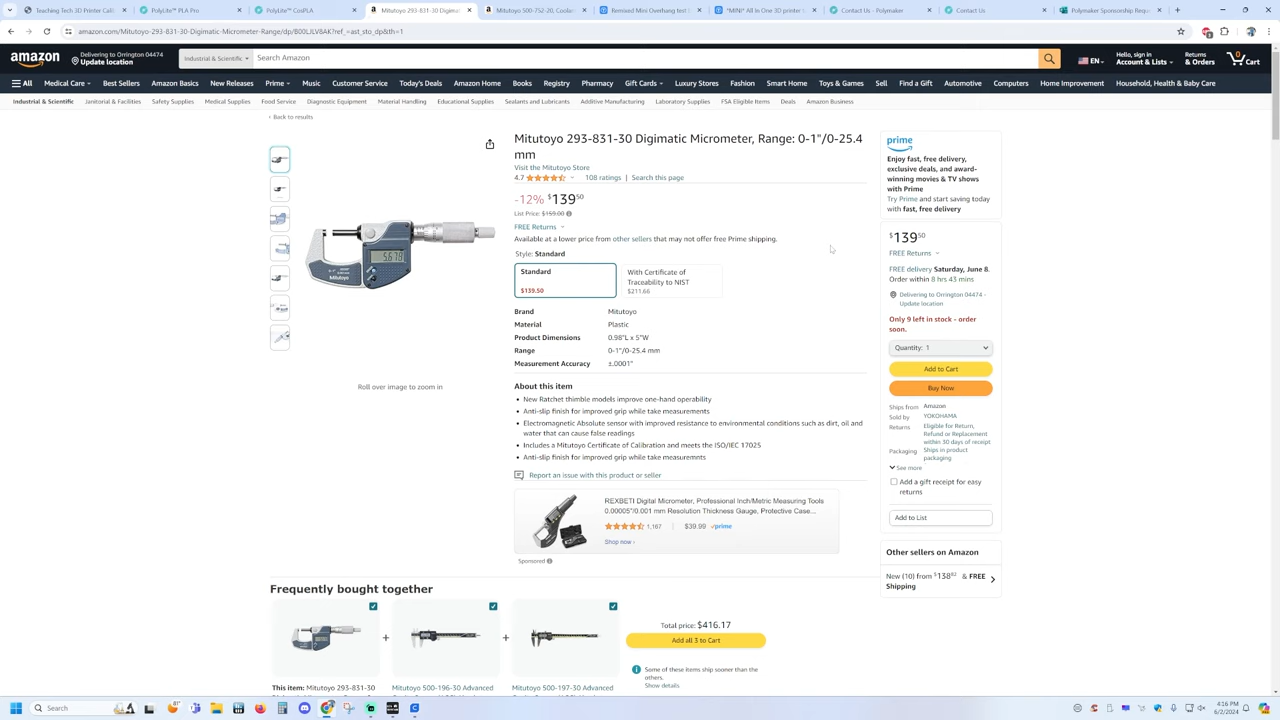 Teaching Tech 3D Printer Cali
PolyLite™ PLA Pro
PolyLite™ CosPLA
Mitutoyo 293-831-30 Digima
Mitutoyo 500-752-20, Coolan
Remixed Mini Overhung test
*MINI* All In One 3D printer
Contact Us - Polymaker
Contact Us
Polymaker Sponsorship Requ
amazon.com/Mitutoyo-293-831-30-Digimatic-Micrometer-Range/dp/B00LJLV8AK?ref_=ast_sto_dp&th=1
amazon
Delivering to Orrington 04474
Update location
Industrial & Scientific
Search Amazon
EN
Hello, sign in
Account & Lists
Returns
& Orders
0
Cart
All
Medical Care
Best Sellers
Amazon Basics
New Releases
Prime
Music
Customer Service
Today's Deals
Amazon Home
Books
Registry
Pharmacy
Gift Cards
Luxury Stores
Fashion
Smart Home
Toys & Games
Sell
Find a Gift
Automotive
Computers
Home Improvement
Household, Health & Baby Care
Industrial & Scientific
Janitorial & Facilities
Safety Supplies
Medical Supplies
Food Service
Diagnostic Equipment
Material Handling
Educational Supplies
Sealants and Lubricants
Additive Manufacturing
Laboratory Supplies
FSA Eligible Items
Deals
Amazon Business
‹ Back to results
Mitutoyo
Roll over image to zoom in
Mitutoyo 293-831-30 Digimatic Micrometer, Range: 0-1"/0-25.4
mm
Visit the Mitutoyo Store
4.7
108 ratings | Search this page
-12% $139.50
List Price: $159.00
FREE Returns
Available at a lower price from other sellers that may not offer free Prime shipping.
Style: Standard
Standard
$139.50
With Certificate of
Traceability to NIST
$211.66
Brand Mitutoyo
Material Plastic
Product Dimensions 0.98"L x 5"W
Range 0-1"/0-25.4 mm
Measurement Accuracy ±.0001"
About this item
• New Ratchet thimble models improve one-hand operability
• Anti-slip finish for improved grip while take measurements
• Electromagnetic Absolute sensor with improved resistance to environmental conditions such as dirt, oil and
water that can cause false readings
• Includes a Mitutoyo Certificate of Calibration and meets the ISO/IEC 17025
• Anti-slip finish for improved grip while take measuremnts
Report an issue with this product or seller
REXBETI Digital Micrometer, Professional Inch/Metric Measuring Tools
0.00005"/0.001 mm Resolution Thickness Gauge, Protective Case...
1,167 | $39.99 prime
Shop now ›
Sponsored
prime
Enjoy fast, free delivery,
exclusive deals, and award-
winning movies & TV shows
with Prime
Try Prime and start saving today
with fast, free delivery
$139.50
FREE Returns
FREE delivery Saturday, June 8.
Order within 8 hrs 43 mins
Delivering to Orrington 04474 -
Update location
Only 9 left in stock - order
soon.
Quantity: 1
Add to Cart
Buy Now
Ships from Amazon
Sold by YOKOHAMA
Returns Eligible for Return,
Refund or Replacement
within 30 days of receipt
Packaging Ships in product
packaging
See more
Add a gift receipt for easy
returns
Add to List
Other sellers on Amazon
New (10) from $138.82 & FREE
Shipping
Frequently bought together
+
+
Total price: $416.17
Add all 3 to Cart
Some of these items ship sooner than the
others.
Show details
This item: Mitutoyo 293-831-30
Mitutoyo 500-196-30 Advanced
Mitutoyo 500-197-30 Advanced
Search
4:16 PM
6/2/2024